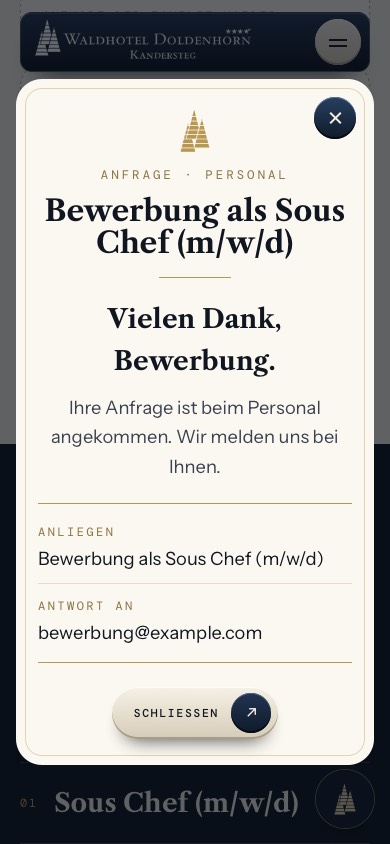 WALDHOTEL DOLDENHORN
KANDERSTEG
ANFRAGE · PERSONAL
Bewerbung als Sous
Chef (m/w/d)
Vielen Dank,
Bewerbung.
Ihre Anfrage ist beim Personal
angekommen. Wir melden uns bei
Ihnen.
ANLIEGEN
Bewerbung als Sous Chef (m/w/d)
ANTWORT AN
bewerbung@example.com
SCHLIESSEN
01 Sous Chef (m/w/d)